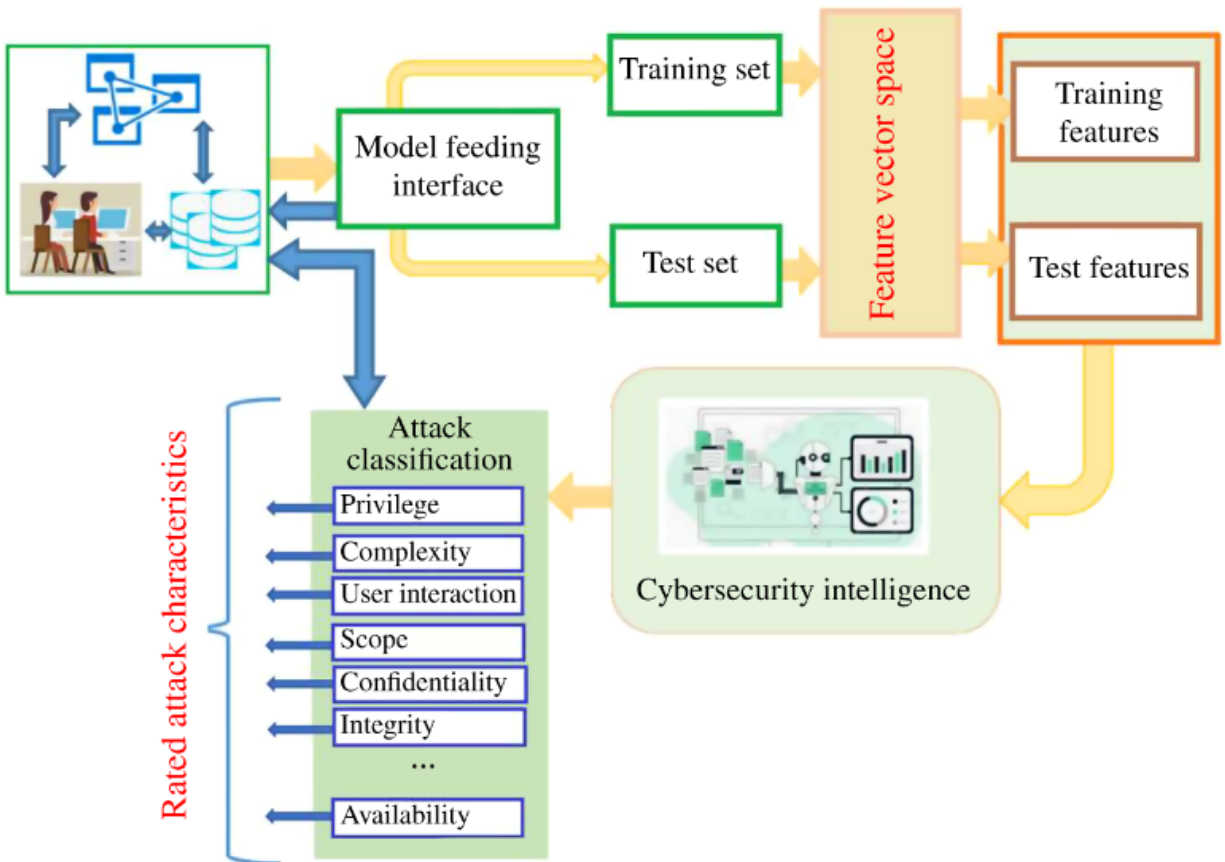 Training set
Model feeding
interface
Test set
Feature vector space
Training
features
Test features
Cybersecurity intelligence
Attack
classification
Privilege
Complexity
User interaction
Scope
Confidentiality
Integrity
...
Availability
Rated attack characteristics